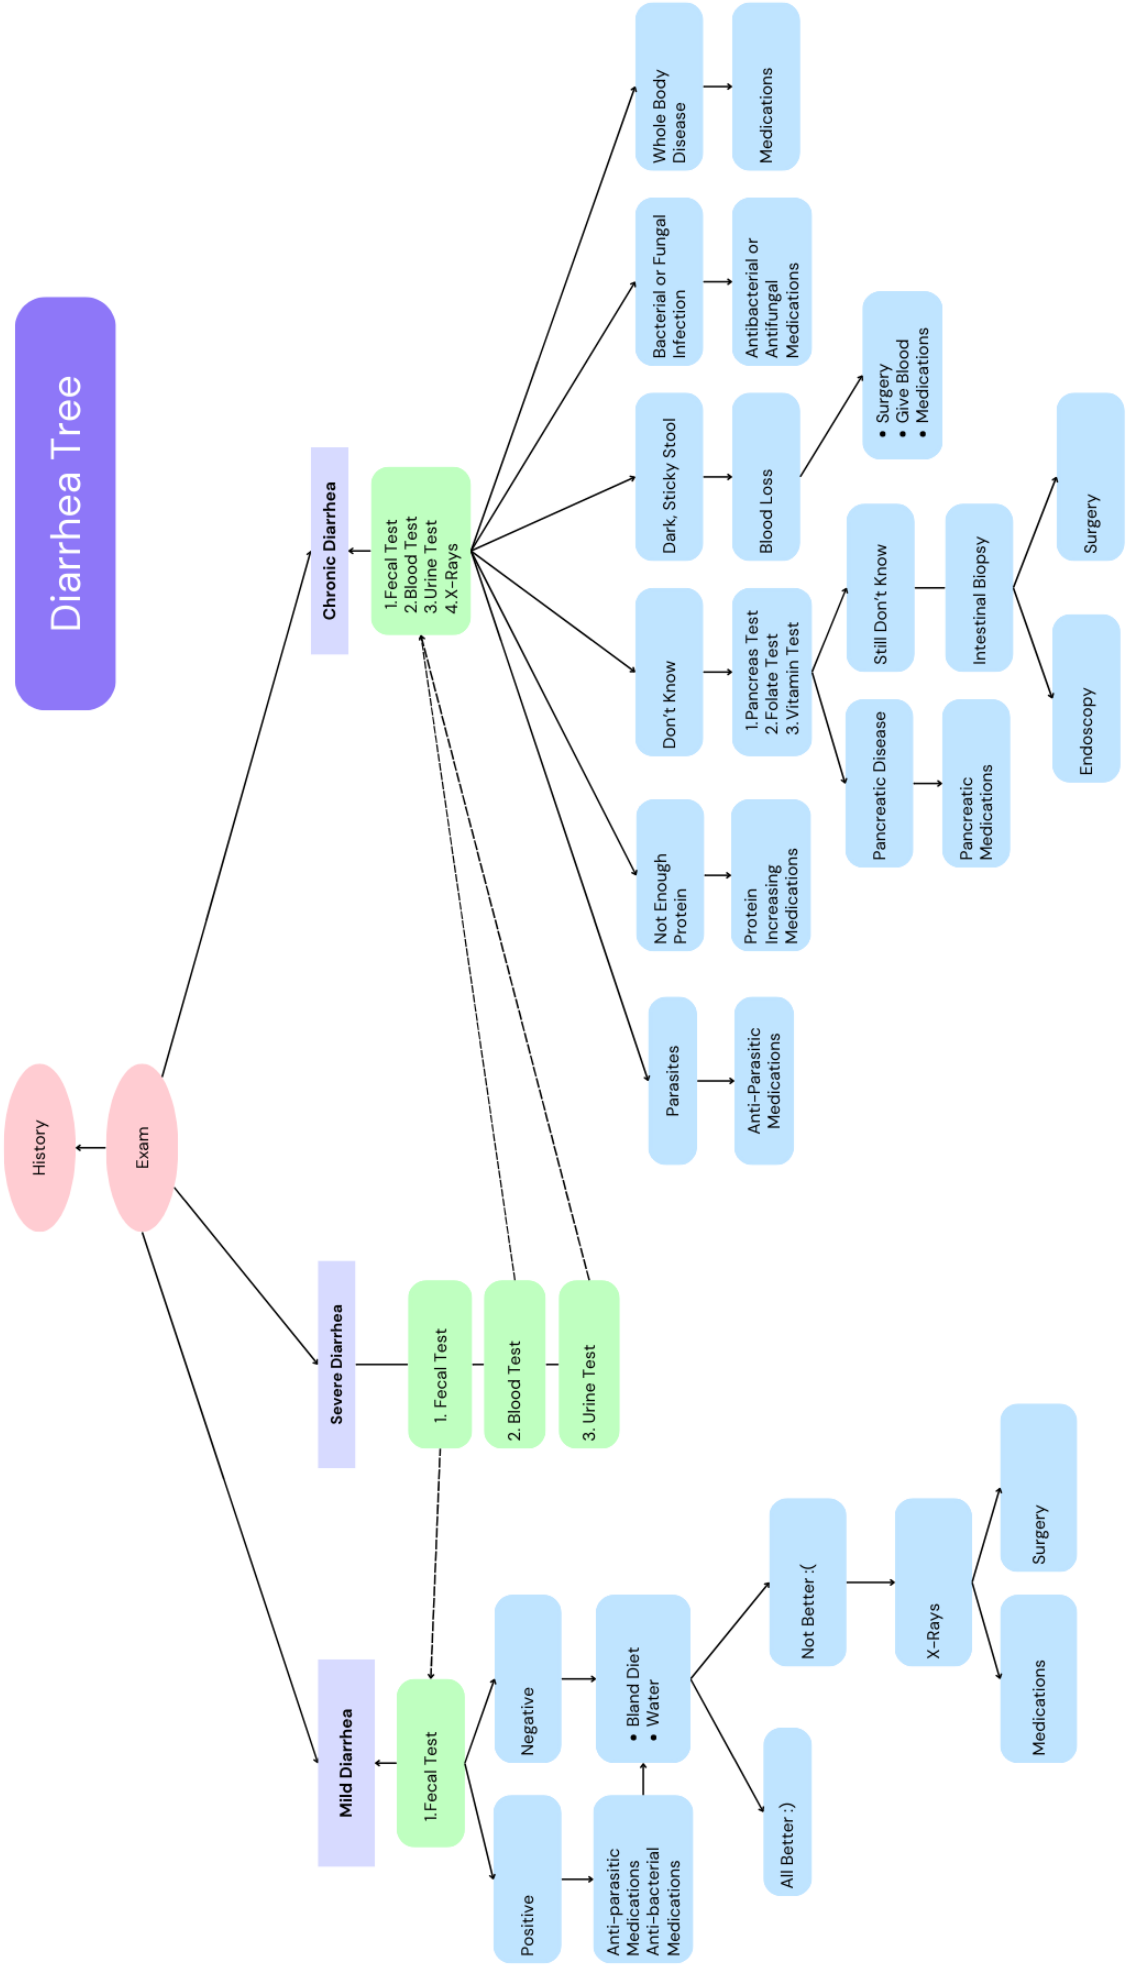 Diarrhea Tree
History
Exam
Mild Diarrhea
Severe Diarrhea
Chronic Diarrhea
1.Fecal Test
1. Fecal Test
2. Blood Test
3. Urine Test
1.Fecal Test
2.Blood Test
3.Urine Test
4.X-Rays
Positive
Negative
Anti-parasitic
Medications
Anti-bacterial
Medications
• Bland Diet
• Water
All Better :)
Not Better :(
X-Rays
Medications
Surgery
Parasites
Anti-Parasitic
Medications
Not Enough
Protein
Protein
Increasing
Medications
Don't Know
1.Pancreas Test
2.Folate Test
3.Vitamin Test
Pancreatic Disease
Pancreatic
Medications
Still Don't Know
Intestinal Biopsy
Endoscopy
Surgery
Dark, Sticky Stool
Blood Loss
• Surgery
• Give Blood
• Medications
Bacterial or Fungal
Infection
Antibacterial or
Antifungal
Medications
Whole Body
Disease
Medications